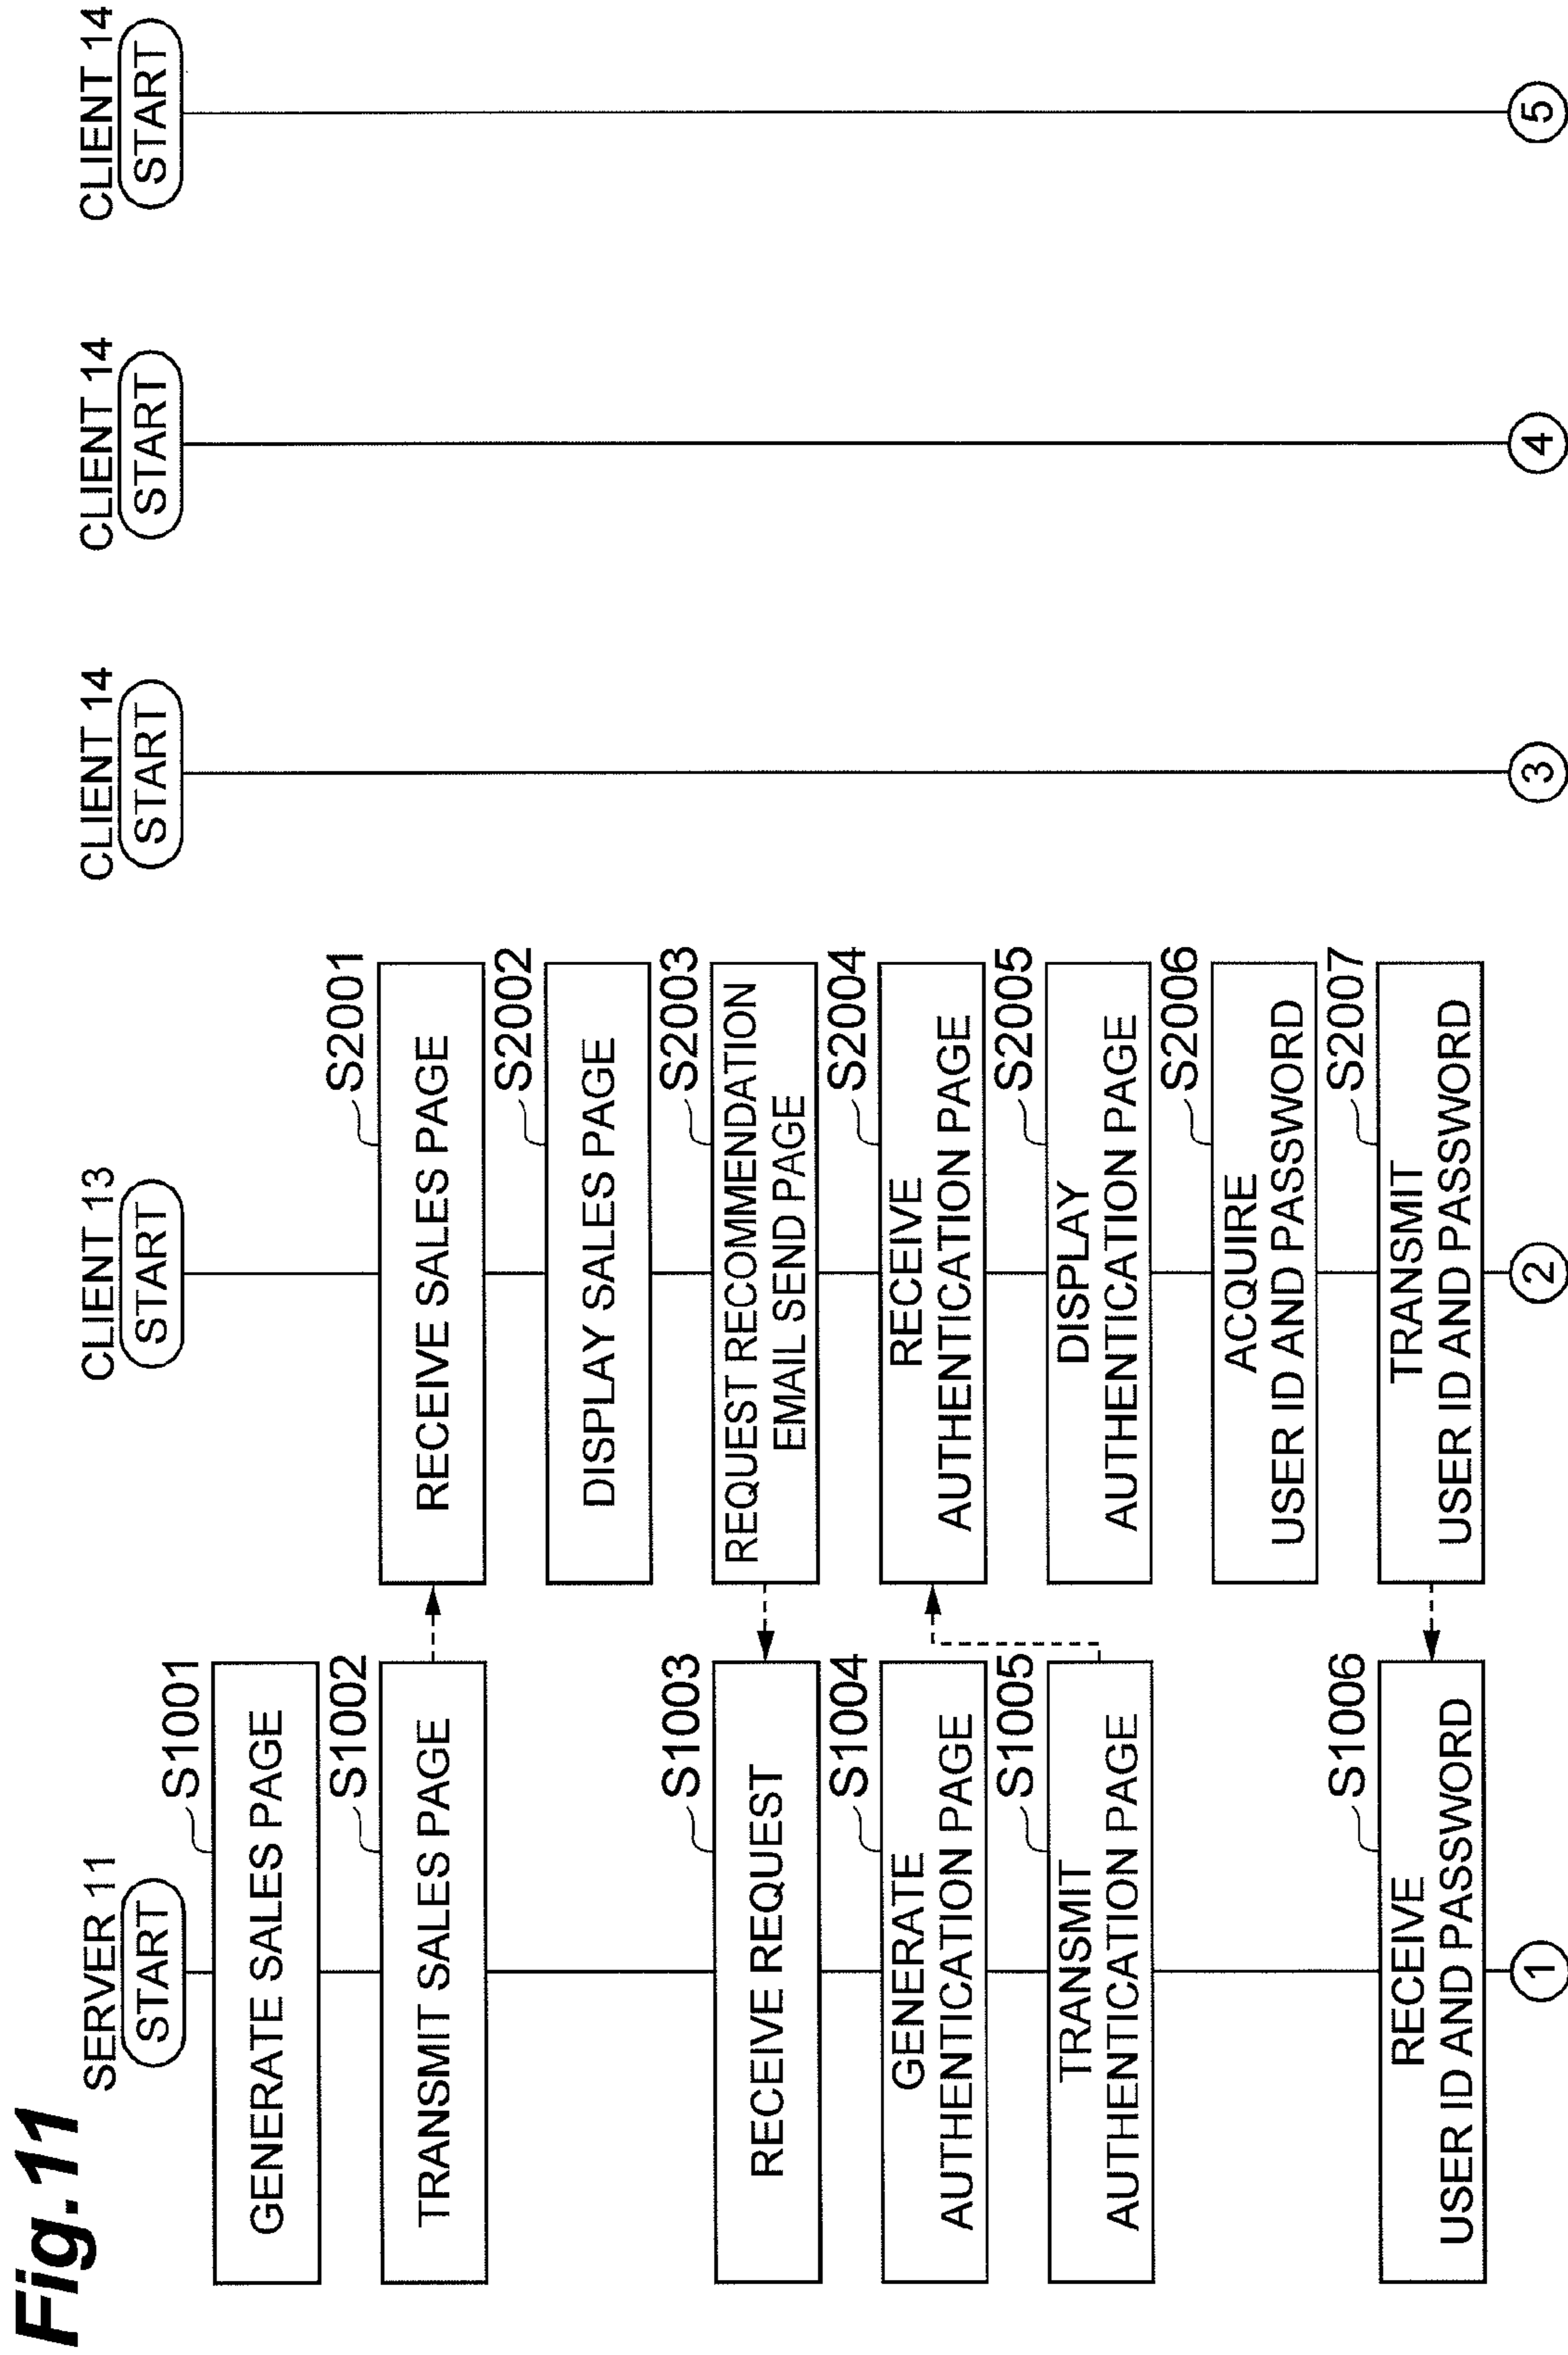 Fig.11
SERVER 11
START
S1001
GENERATE SALES PAGE
S1002
TRANSMIT SALES PAGE
S1003
RECEIVE REQUEST
S1004
GENERATE
AUTHENTICATION PAGE
S1005
TRANSMIT
AUTHENTICATION PAGE
S1006
RECEIVE
USER ID AND PASSWORD
1
CLIENT 13
START
S2001
RECEIVE SALES PAGE
S2002
DISPLAY SALES PAGE
S2003
REQUEST RECOMMENDATION
EMAIL SEND PAGE
S2004
RECEIVE
AUTHENTICATION PAGE
S2005
DISPLAY
AUTHENTICATION PAGE
S2006
ACQUIRE
USER ID AND PASSWORD
S2007
TRANSMIT
USER ID AND PASSWORD
2
CLIENT 14
START
3
CLIENT 14
START
4
CLIENT 14
START
5